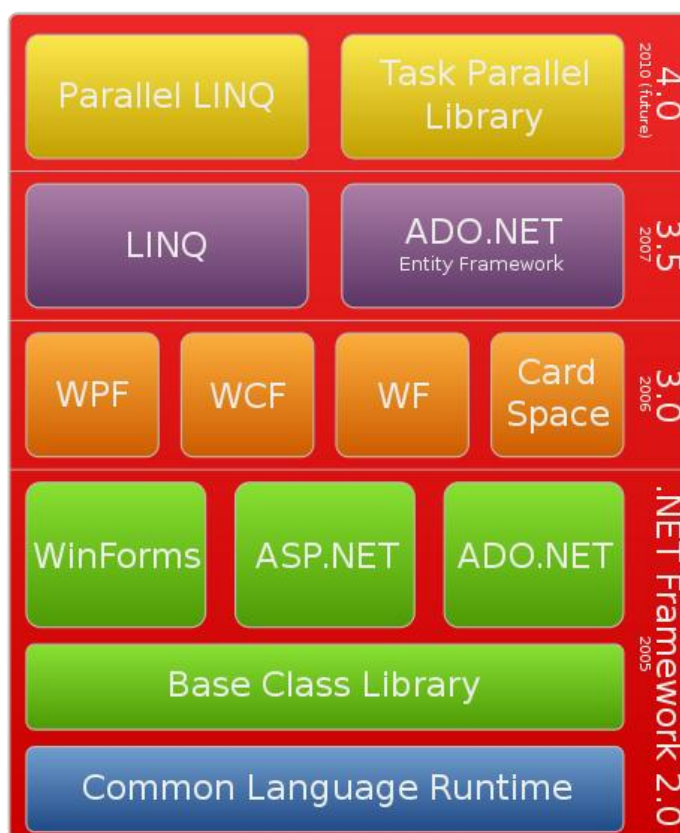 Parallel LINQ
Task Parallel
Library
4.0
2010 (future)
LINQ
ADO.NET
Entity Framework
3.5
2007
WPF
WCF
WF
Card
Space
3.0
2006
WinForms
ASP.NET
ADO.NET
Base Class Library
Common Language Runtime
.NET Framework 2.0
2005